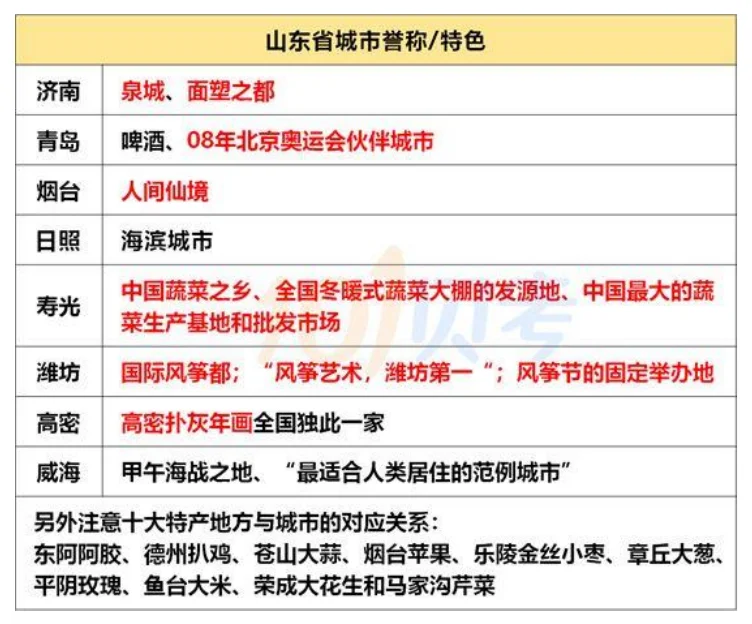 山东省城市誉称/特色
济南 泉城、面塑之都
青岛 啤酒、08年北京奥运会伙伴城市
烟台 人间仙境
日照 海滨城市
寿光 中国蔬菜之乡、全国冬暖式蔬菜大棚的发源地、中国最大的蔬
菜生产基地和批发市场
潍坊 国际风筝都；“风筝艺术，潍坊第一“；风筝节的固定举办地
高密 高密扑灰年画全国独此一家
威海 甲午海战之地、“最适合人类居住的范例城市”
另外注意十大特产地方与城市的对应关系：
东阿阿胶、德州扒鸡、苍山大蒜、烟台苹果、乐陵金丝小枣、章丘大葱、
平阴玫瑰、鱼台大米、荣成大花生和马家沟芹菜
101贝考